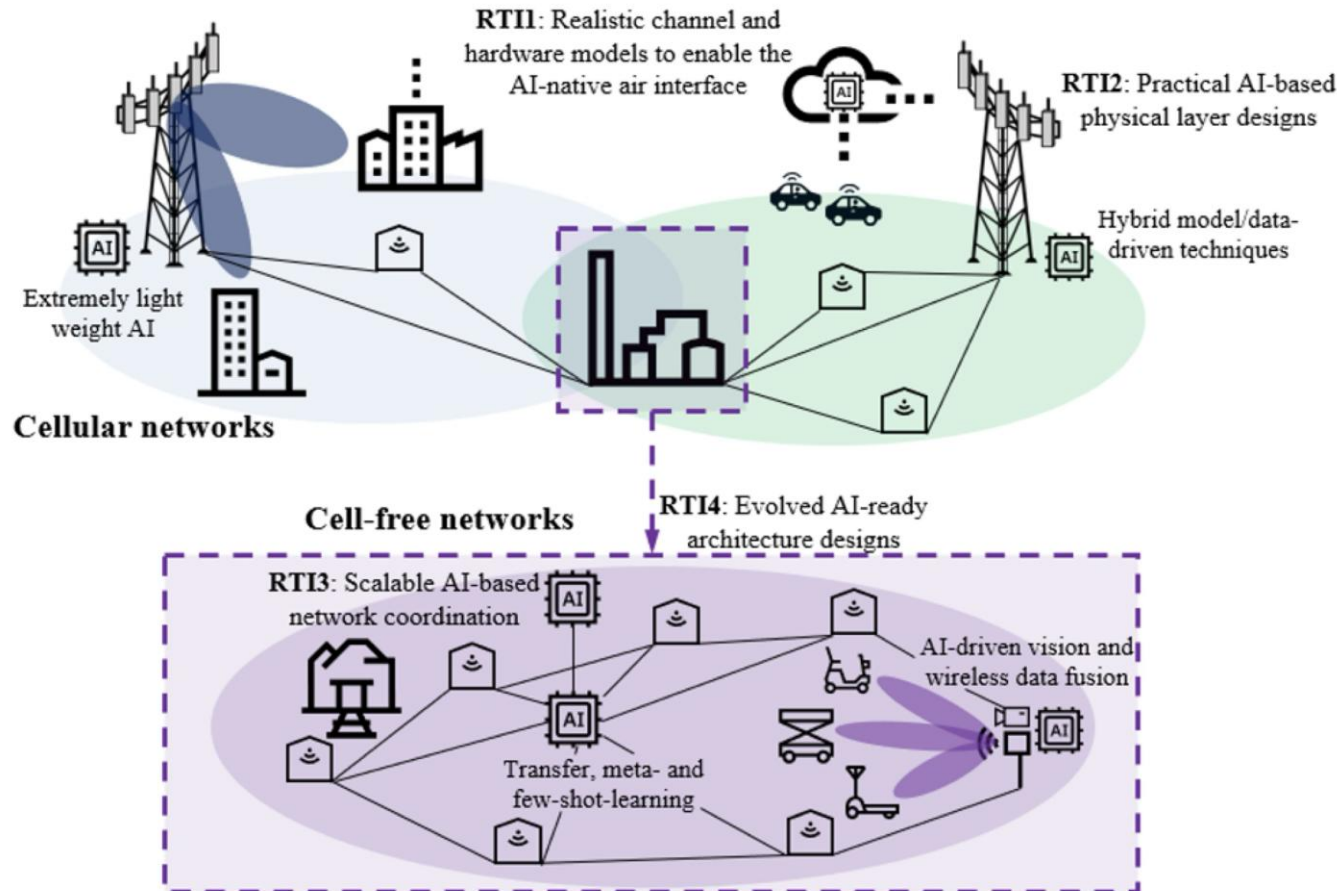 RTI1: Realistic channel and
hardware models to enable the
AI-native air interface
AI
RTI2: Practical AI-based
physical layer designs
AI
Extremely light
weight AI
Hybrid model/data-
driven techniques
AI
Cellular networks
Cell-free networks
RTI4: Evolved AI-ready
architecture designs
RTI3: Scalable AI-based
network coordination
AI
AI-driven vision and
wireless data fusion
AI
AI
Transfer, meta- and
few-shot-learning